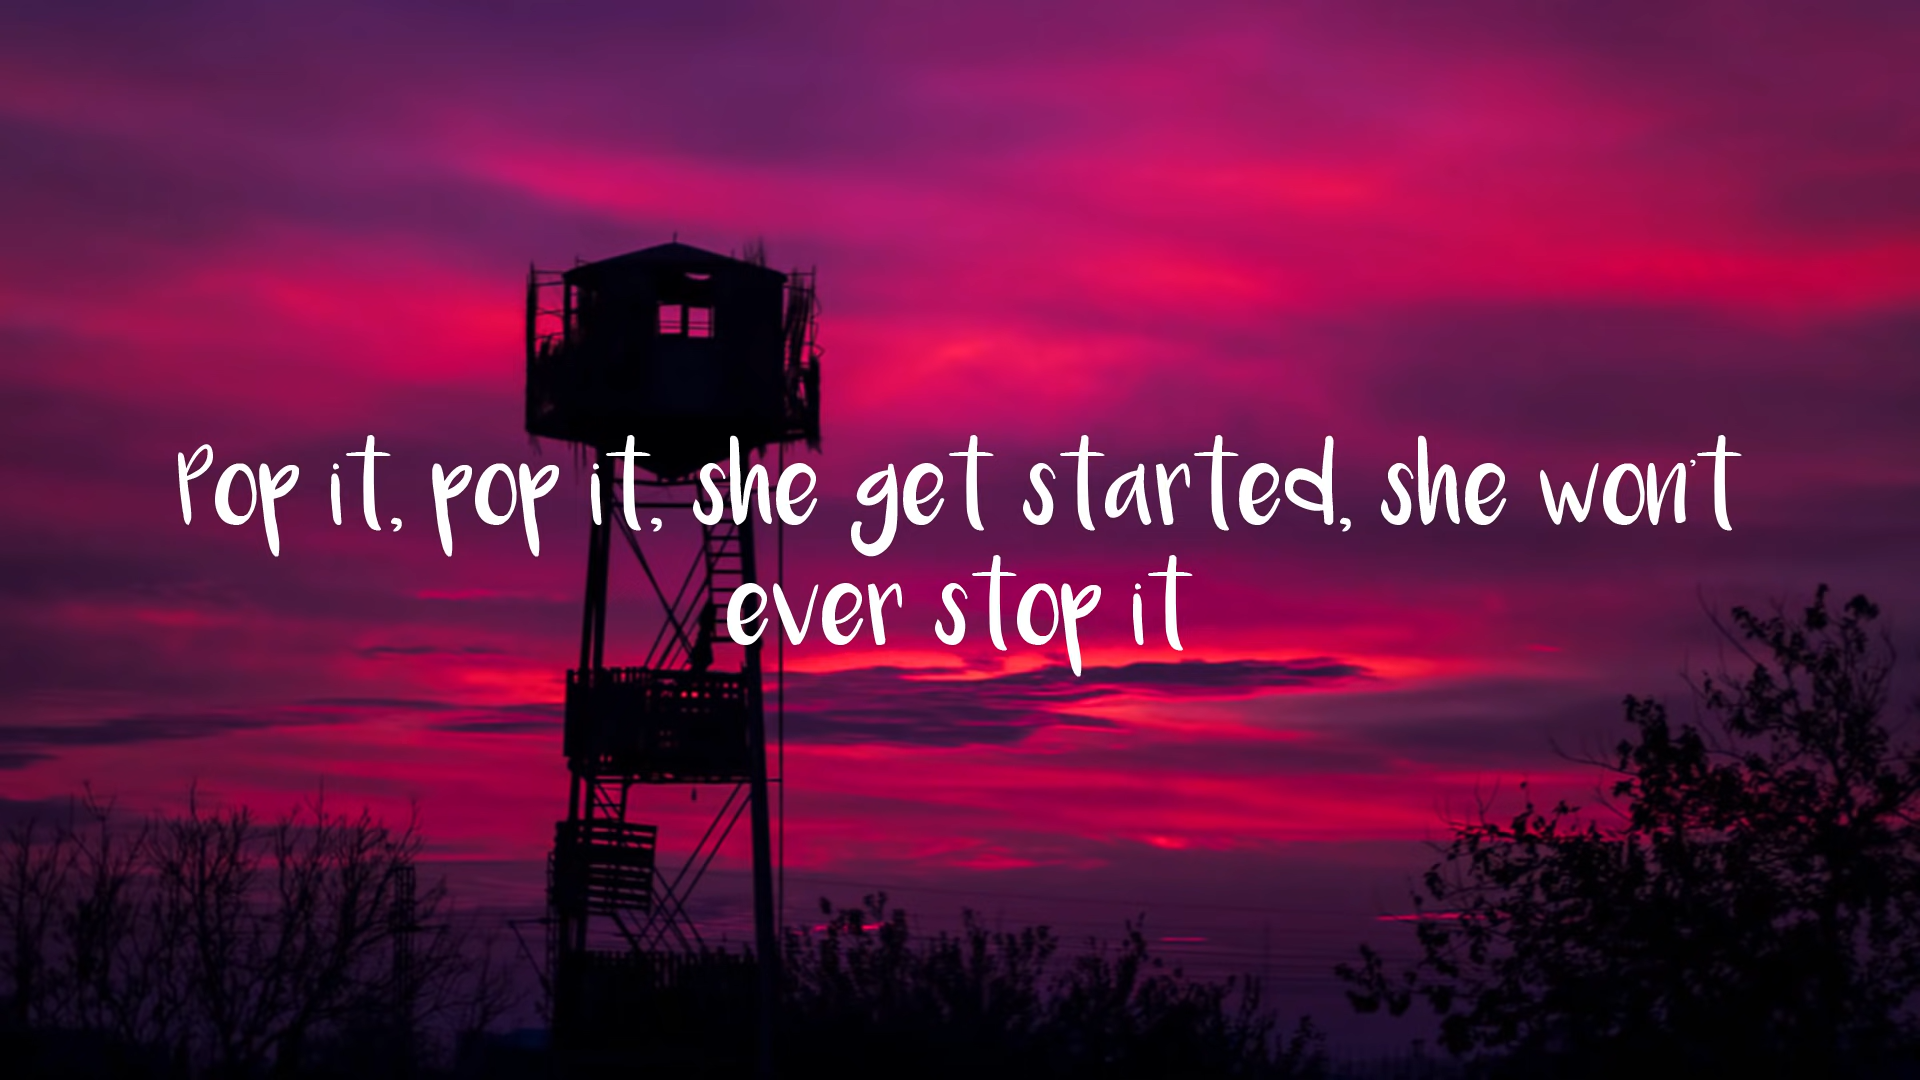 Pop it, pop it, she get started, she won't
ever stop it